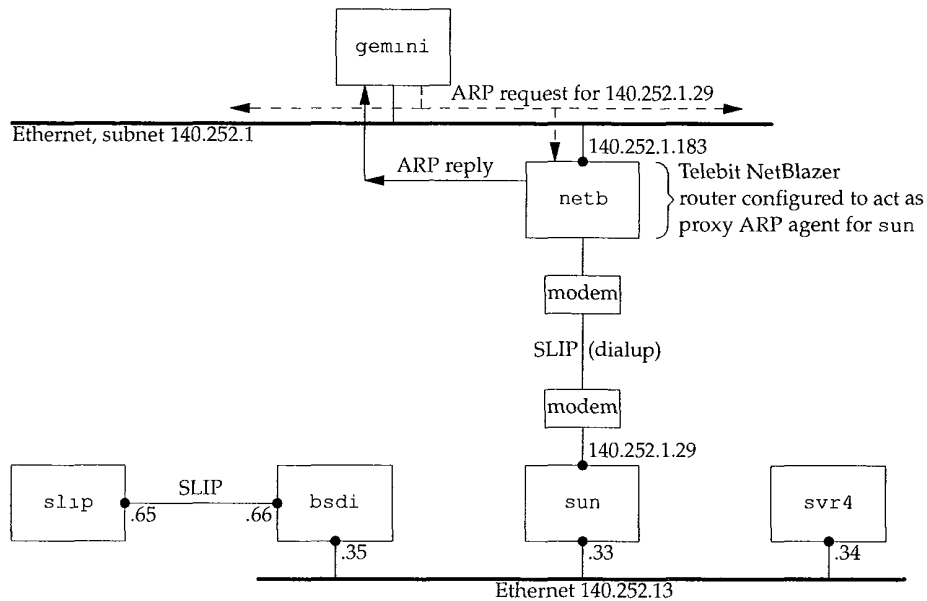 gemini
ARP request for 140.252.1.29
Ethernet, subnet 140.252.1
140.252.1.183
ARP reply
netb
Telebit NetBlazer
router configured to act as
proxy ARP agent for sun
modem
SLIP (dialup)
modem
140.252.1.29
slip
SLIP
.65
.66
bsdi
sun
svr4
.35
.33
.34
Ethernet 140.252.13